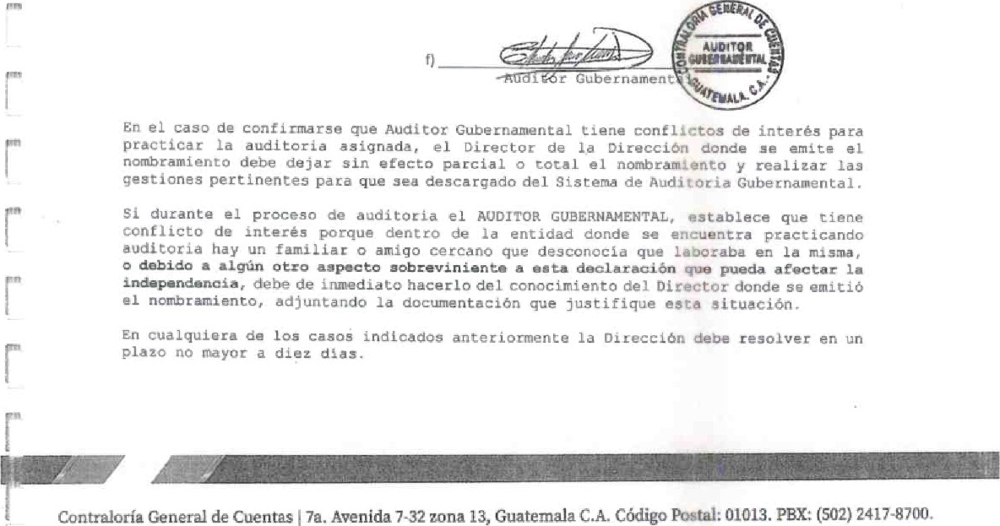 CONTRALORÍA GENERAL DE CUENTAS
AUDITOR
GUBERNAMENTAL
GUATEMALA, C.A.
f)
Auditor Gubernament
En el caso de confirmarse que Auditor Gubernamental tiene conflictos de interés para
practicar la auditoria asignada, el Director de la Dirección donde se emite el
nombramiento debe dejar sin efecto parcial o total el nombramiento y realizar las
gestiones pertinentes para que sea descargado del Sistema de Auditoria Gubernamental.
Si durante el proceso de auditoria el AUDITOR GUBERNAMENTAL, establece que tiene
conflicto de interés porque dentro de la entidad donde se encuentra practicando
auditoria hay un familiar o amigo cercano que desconocía que laboraba en la misma,
o debido a algún otro aspecto sobreviniente a esta declaración que pueda afectar la
independencia, debe de inmediato hacerlo del conocimiento del Director donde se emitió
el nombramiento, adjuntando la documentación que justifique esta situación.
En cualquiera de los casos indicados anteriormente la Dirección debe resolver en un
plazo no mayor a diez días.
Contraloría General de Cuentas | 7a. Avenida 7-32 zona 13, Guatemala C.A. Código Postal: 01013. PBX: (502) 2417-8700.